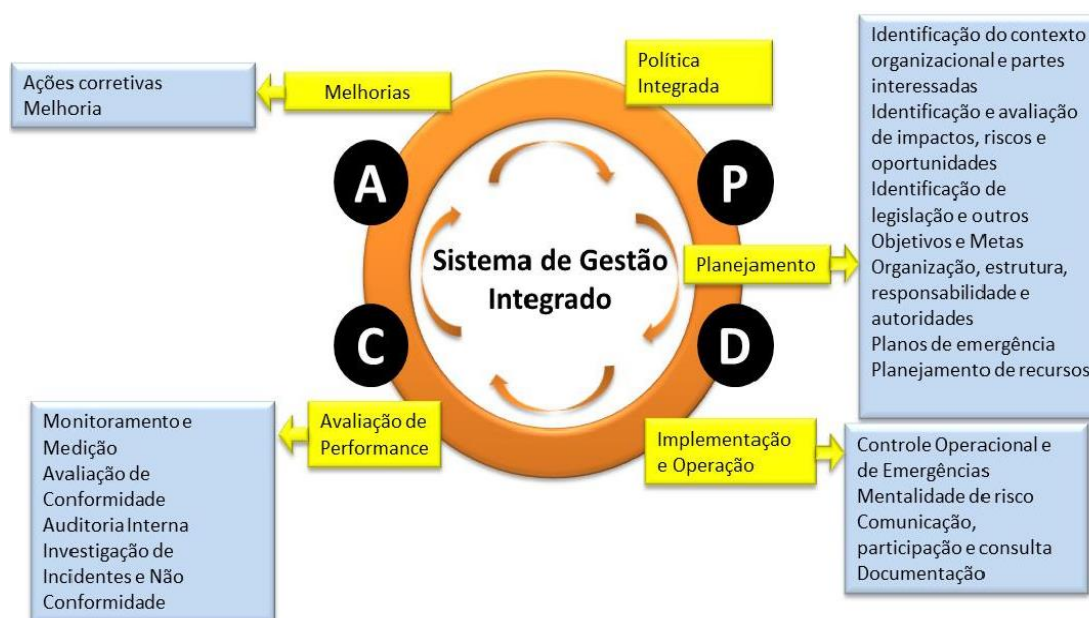 Ações corretivas
Melhoria
Melhorias
Política
Integrada
Identificação do contexto
organizacional e partes
interessadas
Identificação e avaliação
de impactos, riscos e
oportunidades
Identificação de
legislação e outros
Objetivos e Metas
Organização, estrutura,
responsabilidade e
autoridades
Planos de emergência
Planejamento de recursos
A
P
Sistema de Gestão
Integrado
Planejamento
C
D
Monitoramento e
Medição
Avaliação de
Conformidade
Auditoria Interna
Investigação de
Incidentes e Não
Conformidade
Avaliação de
Performance
Implementação
e Operação
Controle Operacional e
de Emergências
Mentalidade de risco
Comunicação,
participação e consulta
Documentação